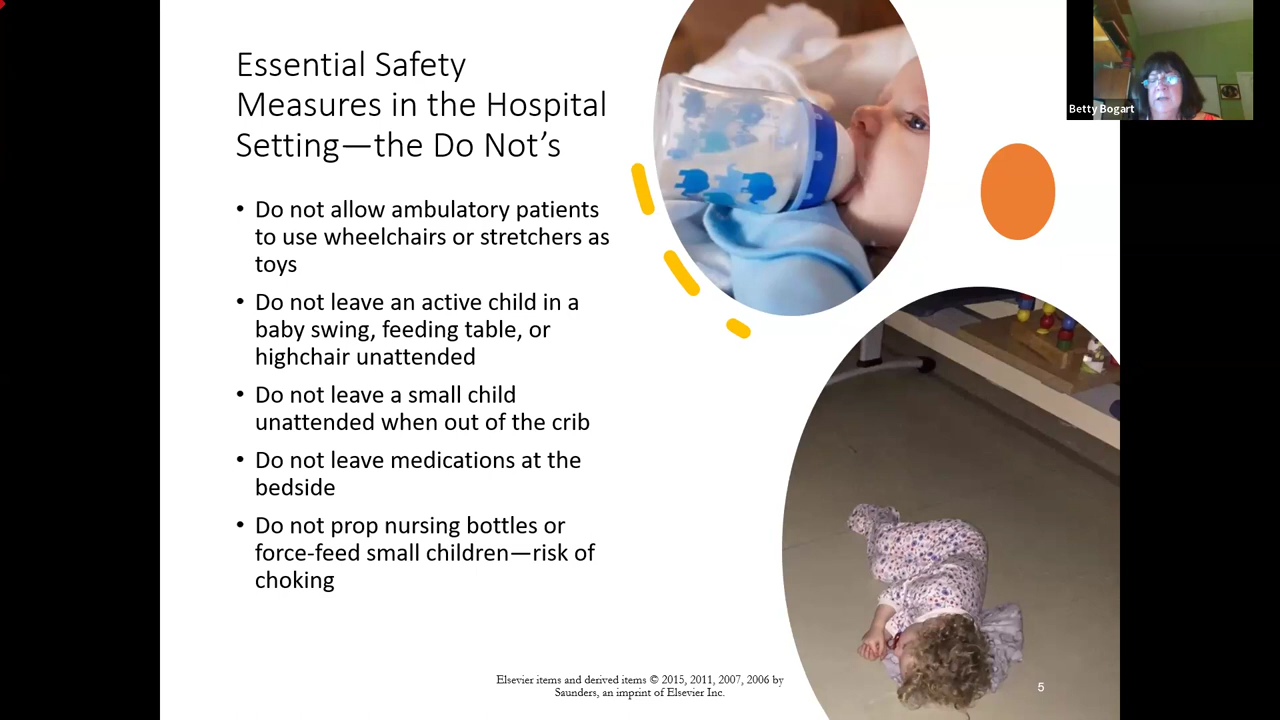 Essential Safety
Measures in the Hospital
Setting—the Do Not's
• Do not allow ambulatory patients
to use wheelchairs or stretchers as
toys
• Do not leave an active child in a
baby swing, feeding table, or
highchair unattended
• Do not leave a small child
unattended when out of the crib
• Do not leave medications at the
bedside
• Do not prop nursing bottles or
force-feed small children—risk of
choking
Elsevier items and derived items © 2015, 2011, 2007, 2006 by
Saunders, an imprint of Elsevier Inc.
5
Betty Bogart